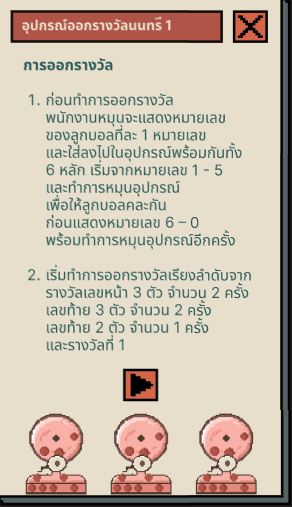 อุปกรณ์ออกรางวัลนนทรี 1
การออกรางวัล
1. ก่อนทำการออกรางวัล
พนักงานหมุนจะแสดงหมายเลข
ของลูกบอลทีละ 1 หมายเลข
และใส่ลงไปในอุปกรณ์พร้อมกันทั้ง
6 หลัก เริ่มจากหมายเลข 1 - 5
และทำการหมุนอุปกรณ์
เพื่อให้ลูกบอลคละกัน
ก่อนแสดงหมายเลข 6 – 0
พร้อมทำการหมุนอุปกรณ์อีกครั้ง
2. เริ่มทำการออกรางวัลเรียงลำดับจาก
รางวัลเลขหน้า 3 ตัว จำนวน 2 ครั้ง
เลขท้าย 3 ตัว จำนวน 2 ครั้ง
เลขท้าย 2 ตัว จำนวน 1 ครั้ง
และรางวัลที่ 1